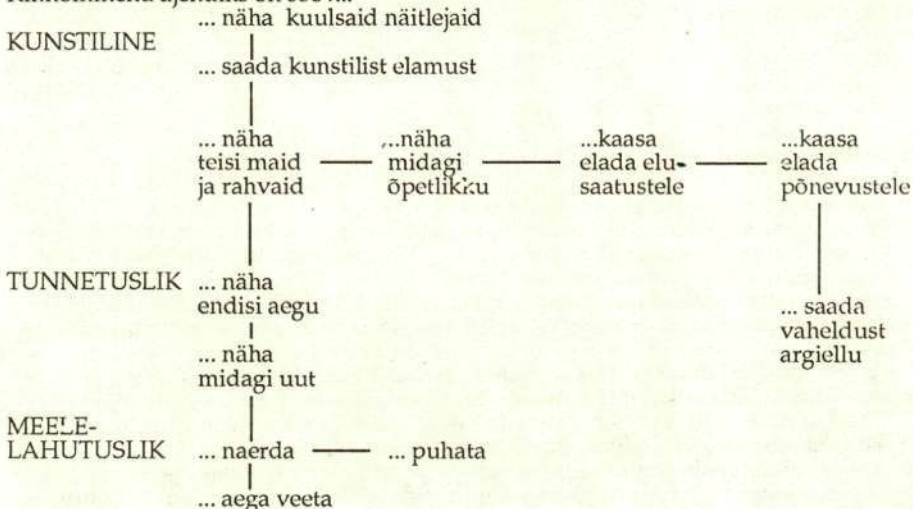 ... näha kuulsaid näitlejaid
KUNSTILINE
... saada kunstilist elamust
... näha
teisi maid
ja rahvaid
...näha
midagi
õpetlikku
...kaasa
elada elu-
saatustele
...kaasa
elada
põnevustele
TUNNETUSLIK ... näha
endisi aegu
... saada
vaheldust
argiellu
... näha
midagi uut
MEELE-
LAHUTUSLIK ... naerda ... puhata
... aega veeta